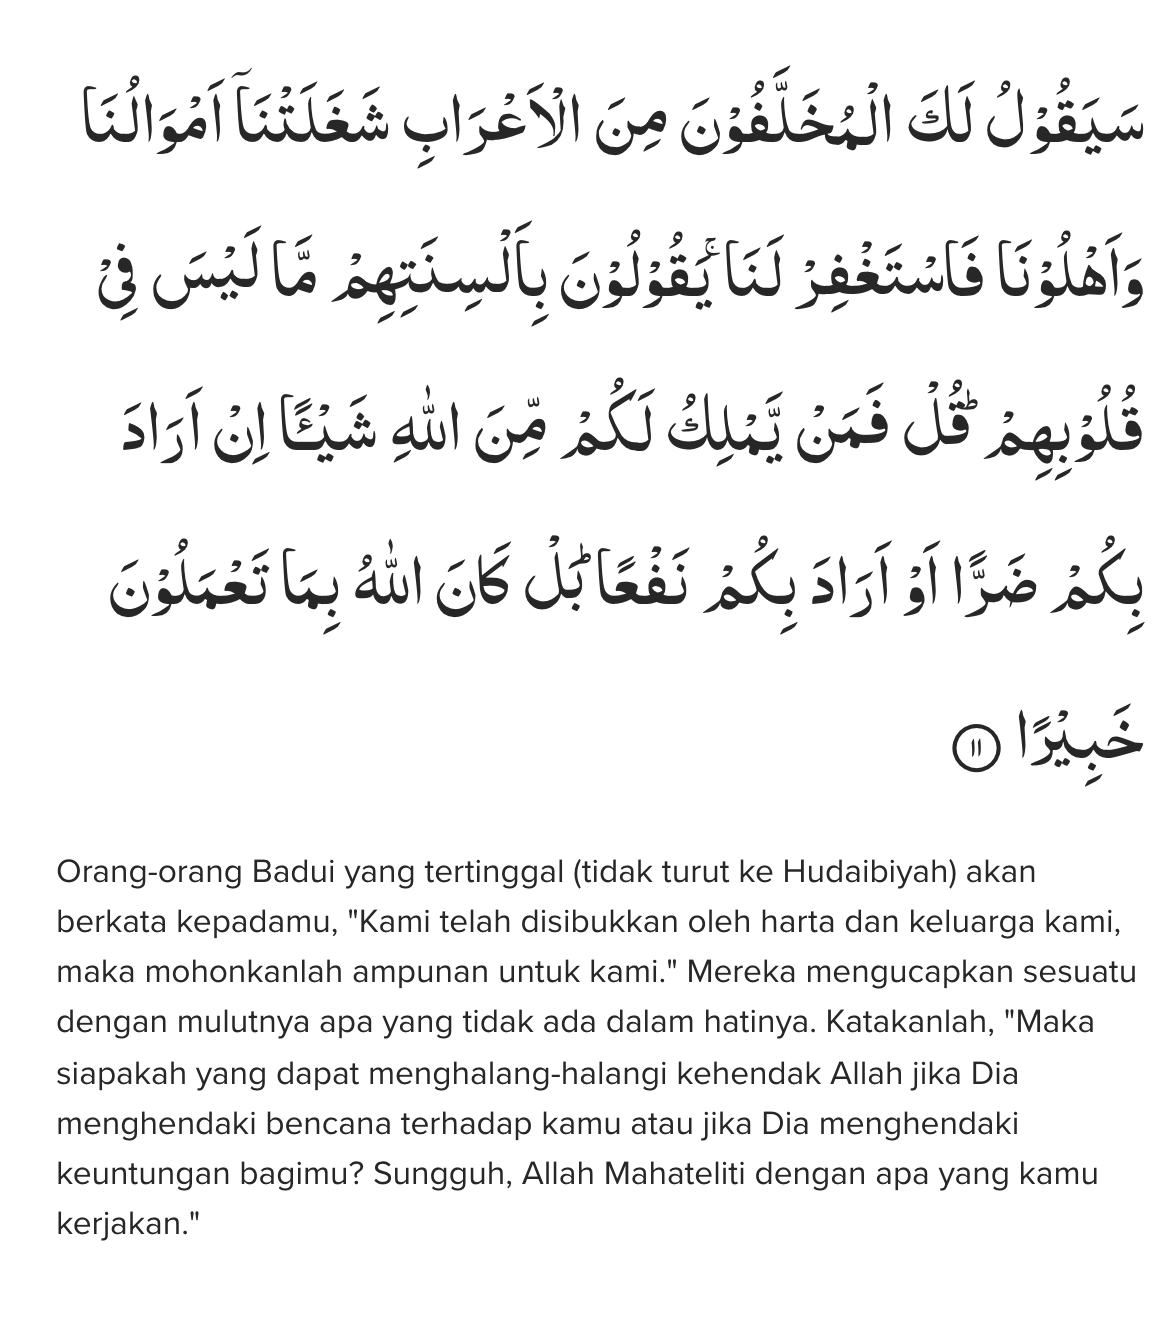 سَيَقُوْلُ لَكَ الْمُخَلَّفُوْنَ مِنَ الْاَعْرَابِ شَغَلَتْنَآ اَمْوَالُنَا
وَاَهْلُوْنَا فَاسْتَغْفِرْ لَنَا ۚيَقُوْلُوْنَ بِاَلْسِنَتِهِمْ مَّا لَيْسَ فِيْ
قُلُوْبِهِمْ ۗقُلْ فَمَنْ يَّمْلِكُ لَكُمْ مِّنَ اللّٰهِ شَيْـًٔا اِنْ اَرَادَ
بِكُمْ ضَرًّا اَوْ اَرَادَ بِكُمْ نَفْعًا ۗبَلْ كَانَ اللّٰهُ بِمَا تَعْمَلُوْنَ
خَبِيْرًا ١١
Orang-orang Badui yang tertinggal (tidak turut ke Hudaibiyah) akan
berkata kepadamu, "Kami telah disibukkan oleh harta dan keluarga kami,
maka mohonkanlah ampunan untuk kami." Mereka mengucapkan sesuatu
dengan mulutnya apa yang tidak ada dalam hatinya. Katakanlah, "Maka
siapakah yang dapat menghalang-halangi kehendak Allah jika Dia
menghendaki bencana terhadap kamu atau jika Dia menghendaki
keuntungan bagimu? Sungguh, Allah Mahateliti dengan apa yang kamu
kerjakan."